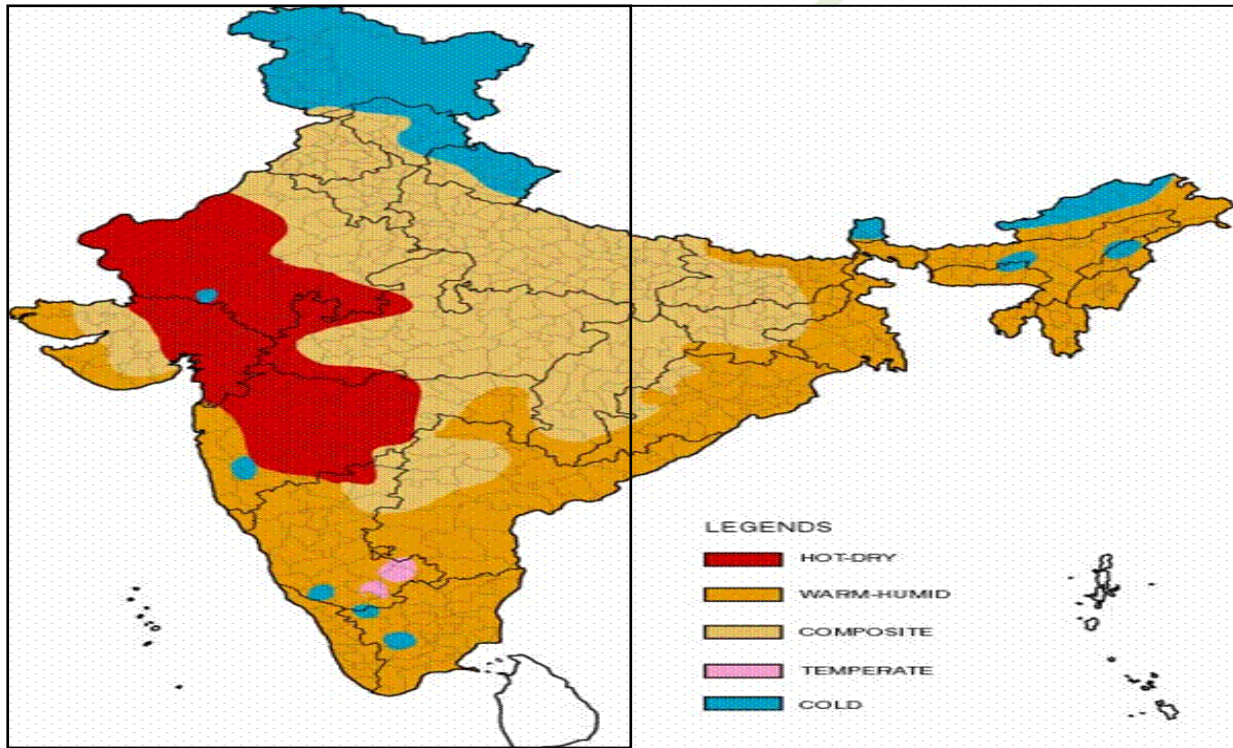 LEGENDS
HOT-DRY
WARM-HUMID
COMPOSITE
TEMPERATE
COLD